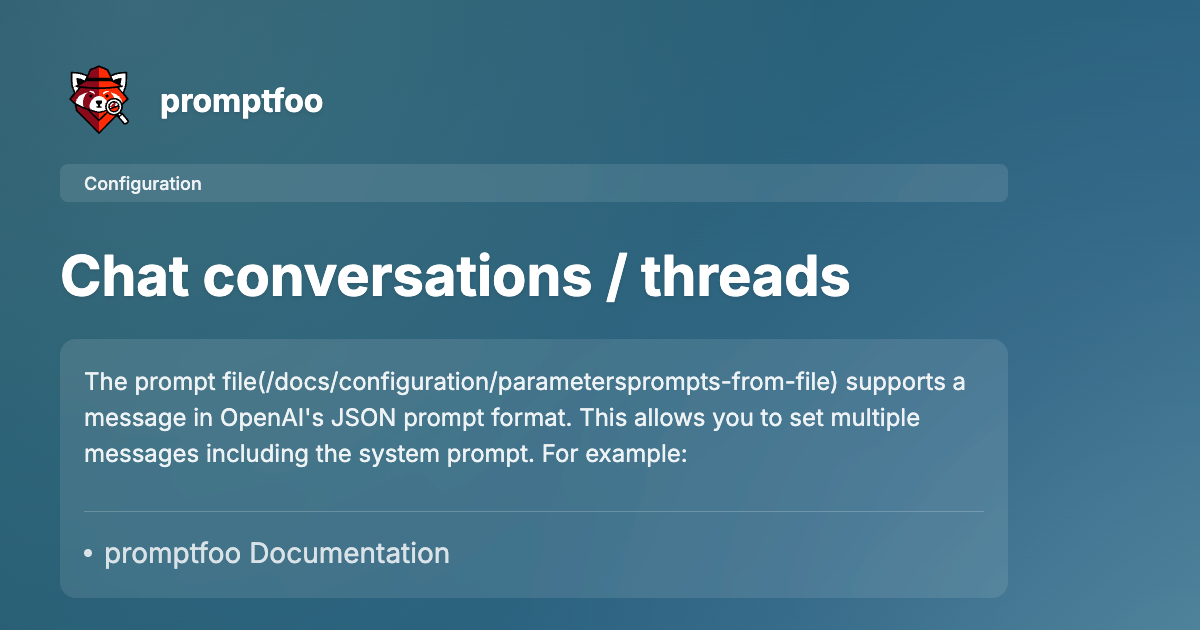 promptfoo
Configuration
Chat conversations / threads
The prompt file(/docs/configuration/parametersprompts-from-file) supports a
message in OpenAI's JSON prompt format. This allows you to set multiple
messages including the system prompt. For example:
• promptfoo Documentation